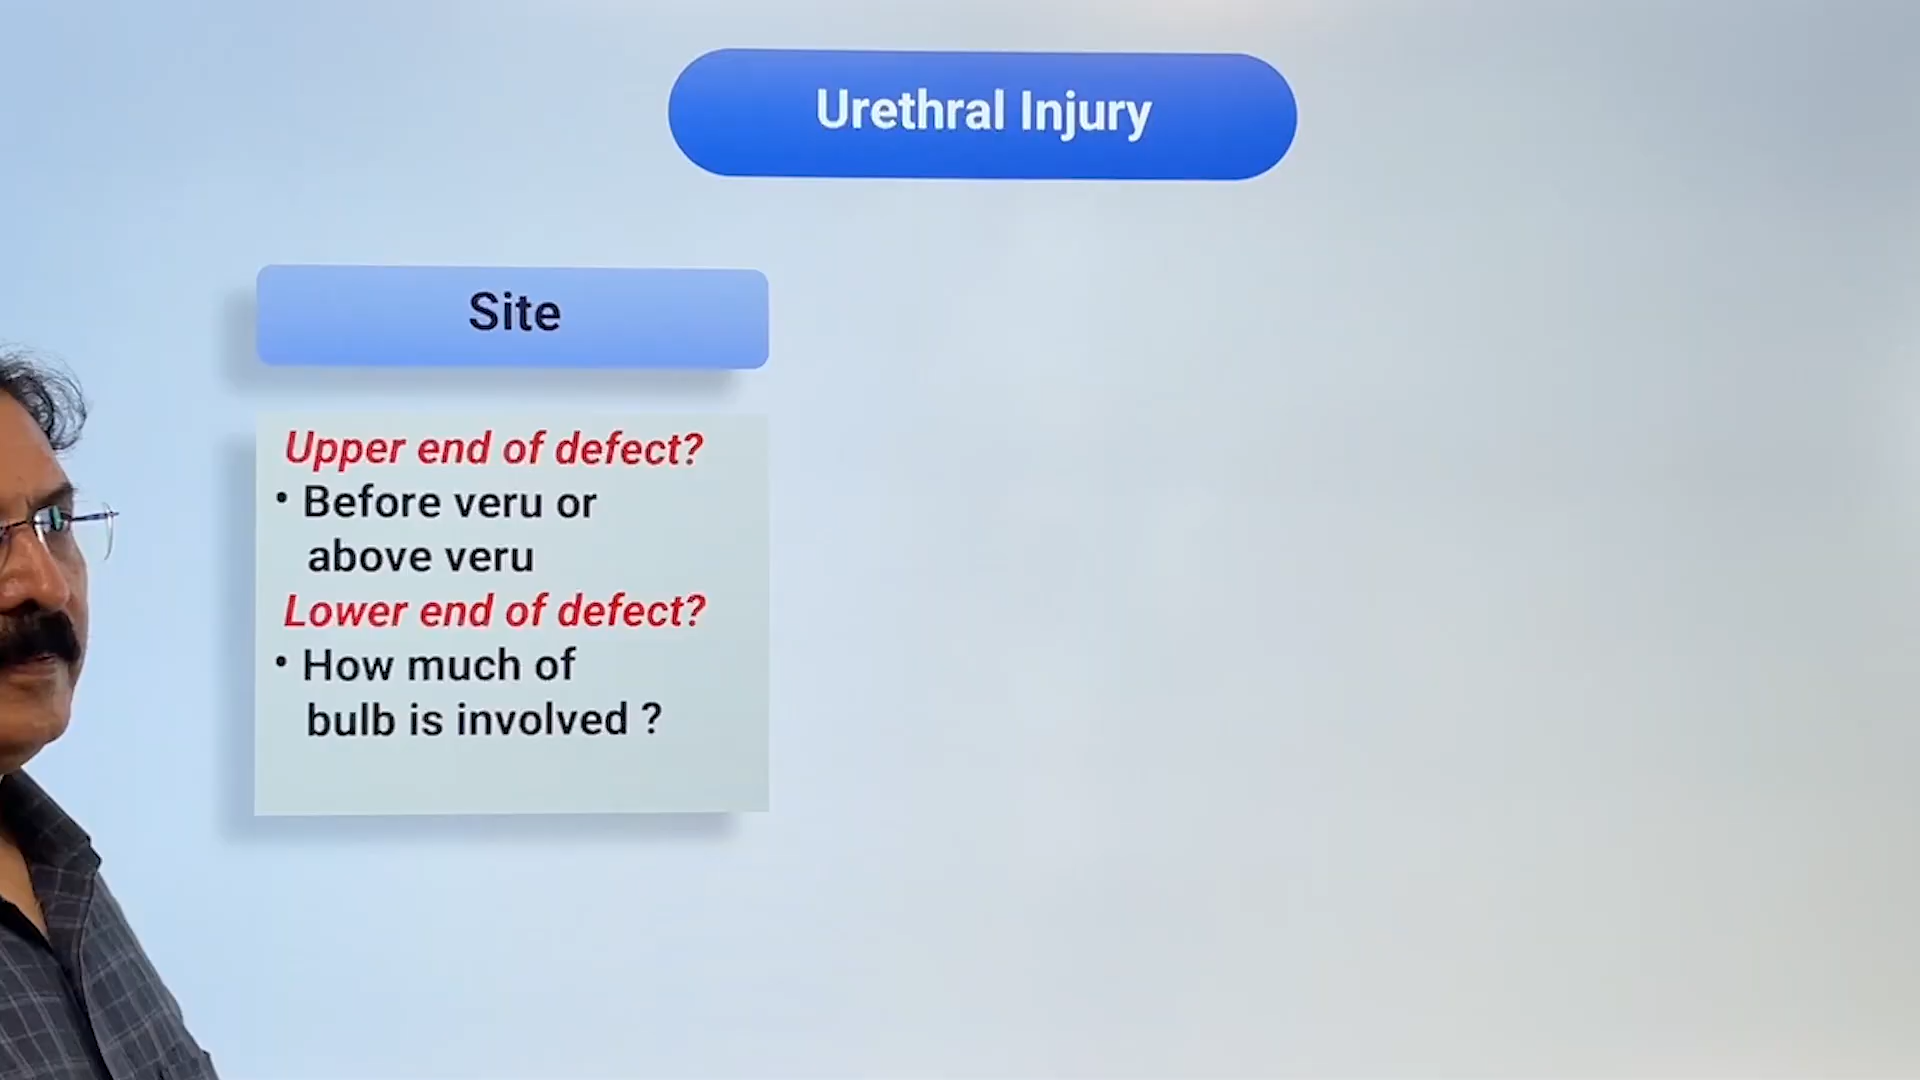 Urethral Injury
Site
Upper end of defect?
• Before veru or
above veru
Lower end of defect?
• How much of
bulb is involved ?